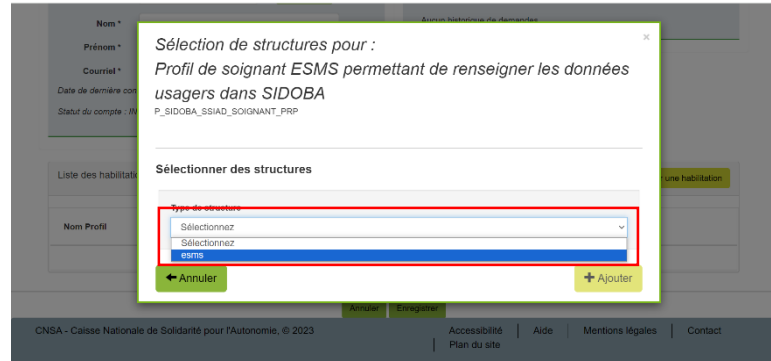 Nom *
Aucun historique de demandes
Prénom *
Courriel *
Date de dernière con
Statut du compte : IN
×
Sélection de structures pour :
Profil de soignant ESMS permettant de renseigner les données
usagers dans SIDOBA
P_SIDOBA_SSIAD_SOIGNANT_PRP
Sélectionner des structures
Liste des habilitati
une habilitation
Type de structure
Nom Profil
Sélectionnez
Sélectionnez
esms
Annuler
Ajouter
Annuler
Enregistrer
CNSA - Caisse Nationale de Solidarité pour l'Autonomie, © 2023
Accessibilité | Aide | Mentions légales | Contact
| Plan du site